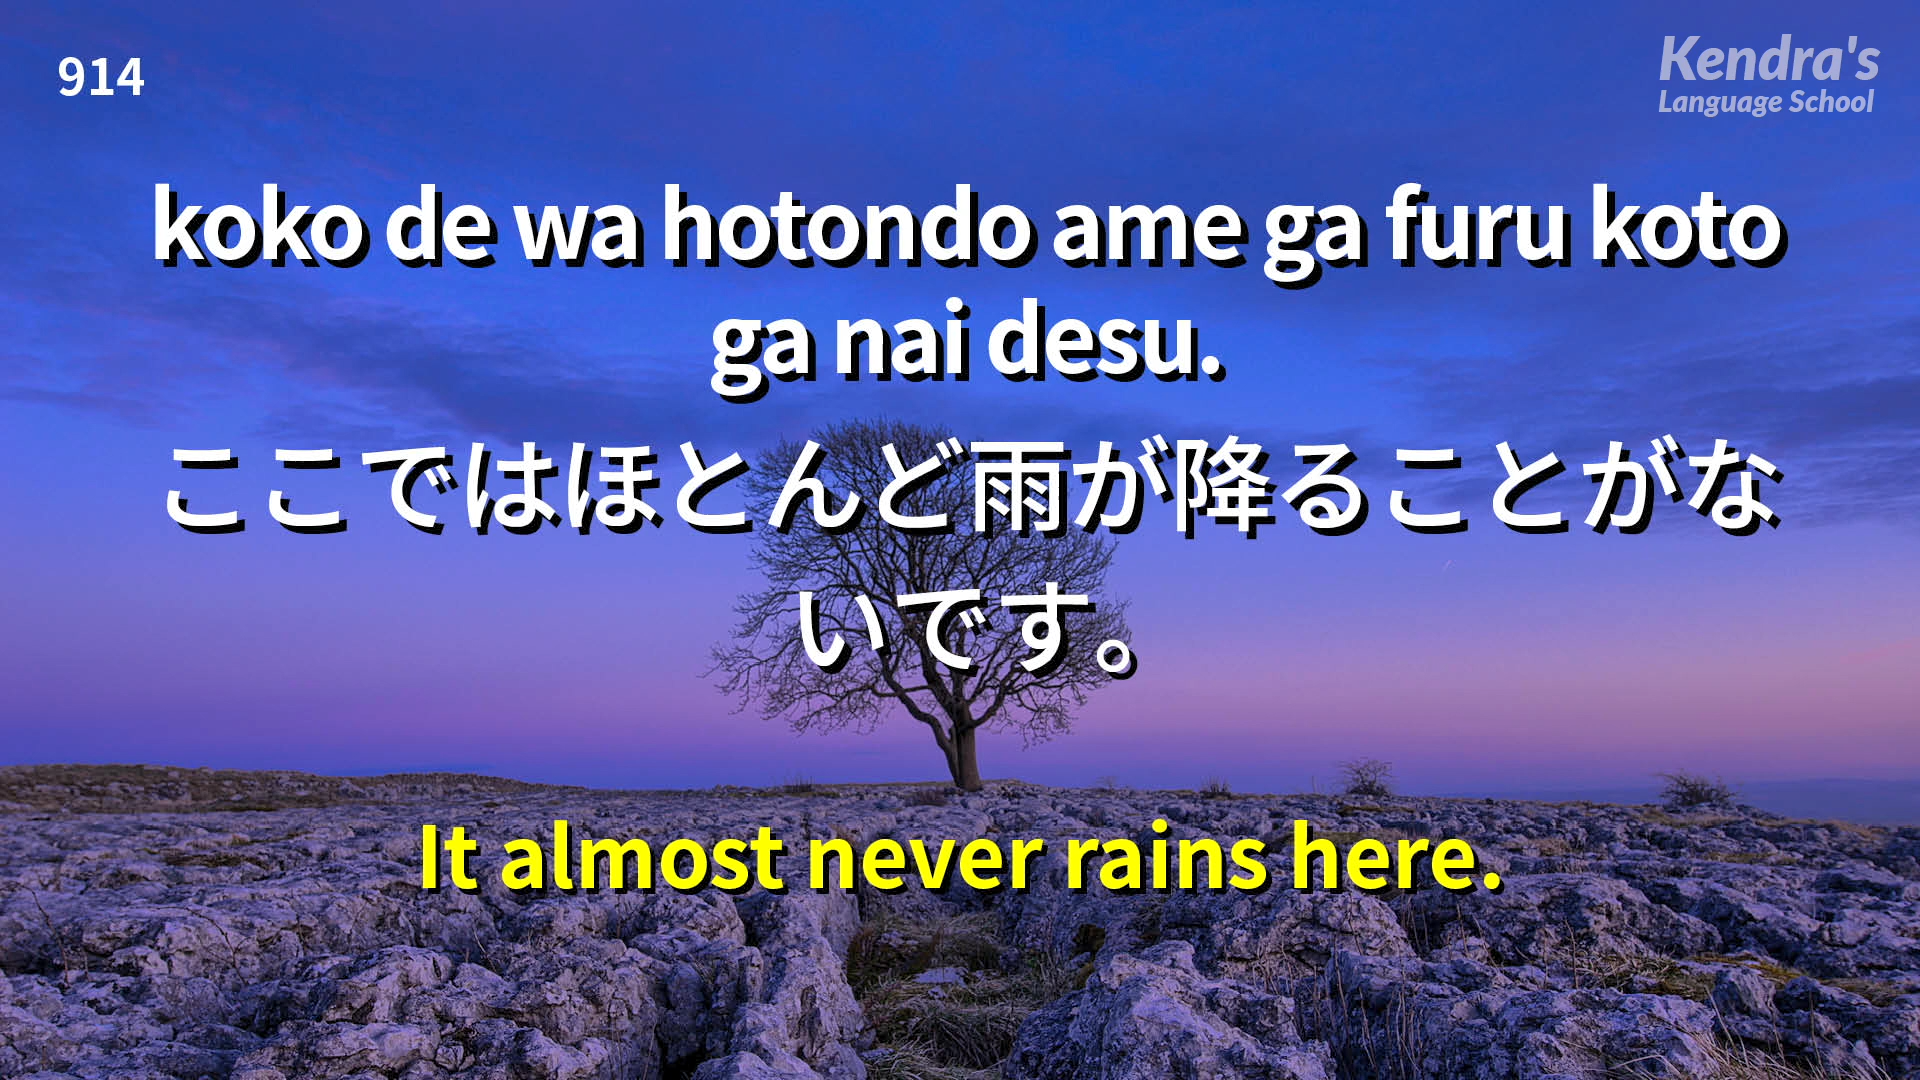 914
Kendra's
Language School
koko de wa hotondo ame ga furu koto
ga nai desu.
ここではほとんど雨が降ることがな
いです。
It almost never rains here.